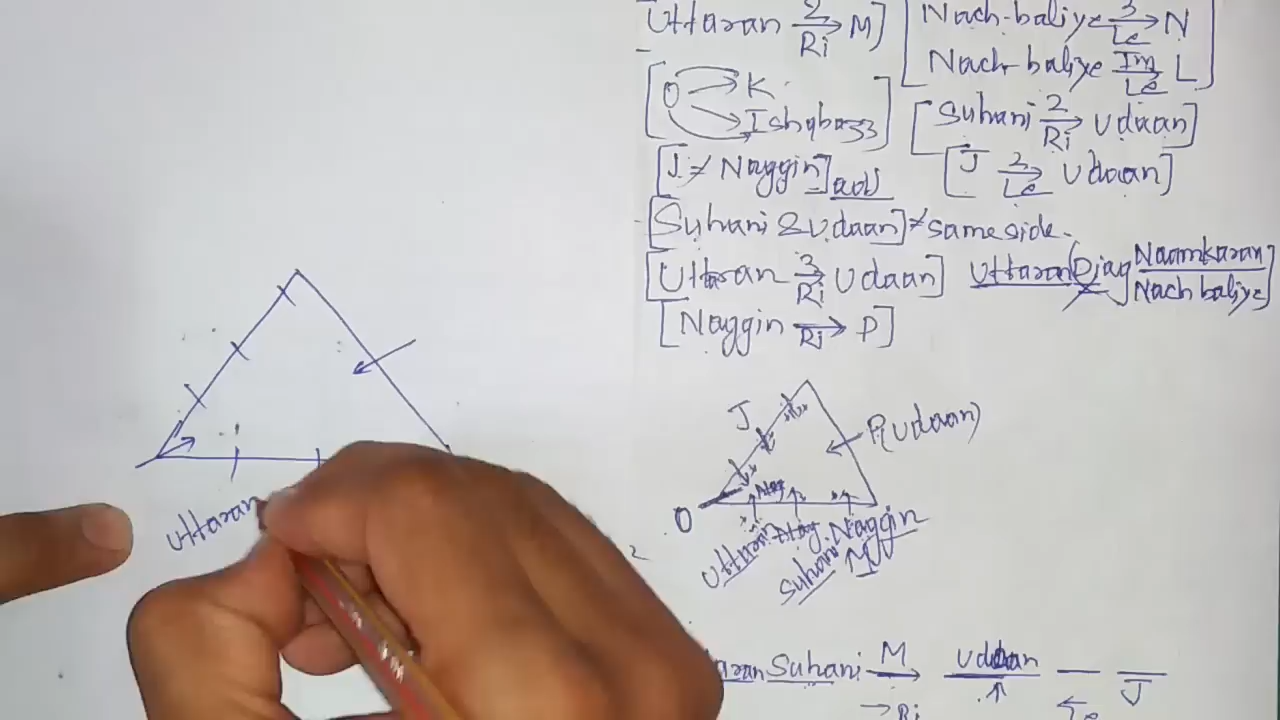 Uttaran 2/Ri → M] [Nach-baliye 3/Le → N
Nach-baliye Im/Le L]
[O K
Ishqbazz]
[Suhani 2/Ri → Udaan]
[J ≠ Naggin] adj [J 2/Le → Udaan]
[Suhani & Udaan] ≠ same side.
[Uttaran 3/Ri → Udaan] Uttaran Naamkaran
Nach baliye]
[Naggin Ri → P]
J
P(Udaan)
O
Uttaran Naggin
Suhani M
Uttaran
Suhani M → Udaan J
→ Ri Le